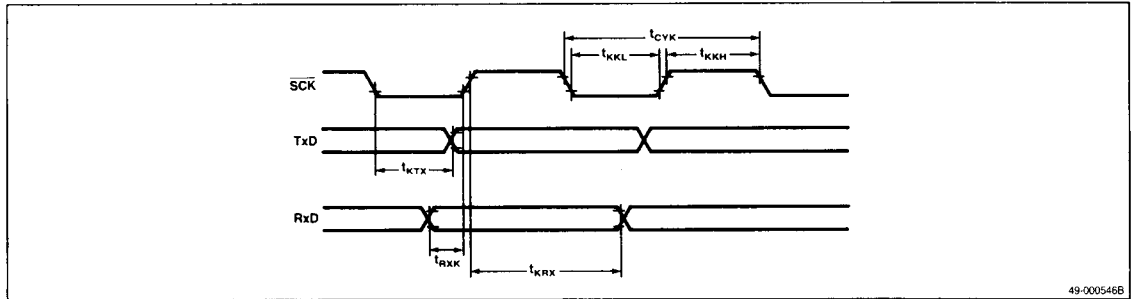 tCYK
tKKL
tKKH
SCK
TxD
tKTX
RxD
tRXK
tKRX
49-000546B